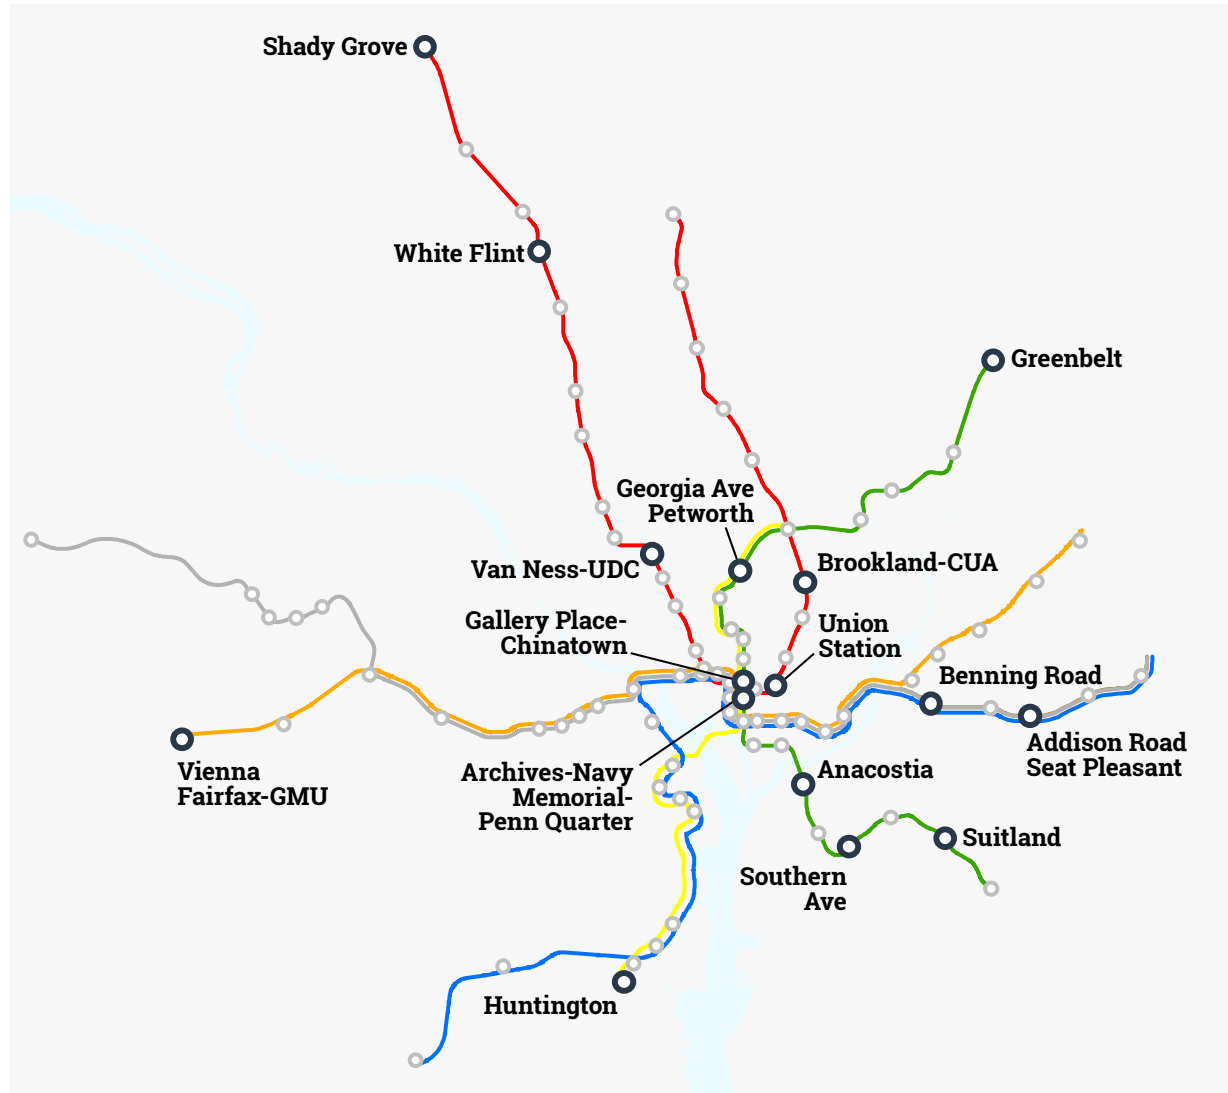 Shady Grove
White Flint
Greenbelt
Georgia Ave
Petworth
Van Ness-UDC
Brookland-CUA
Gallery Place-
Chinatown
Union
Station
Benning Road
Vienna
Fairfax-GMU
Archives-Navy
Memorial-
Penn Quarter
Anacostia
Addison Road
Seat Pleasant
Suitland
Southern
Ave
Huntington